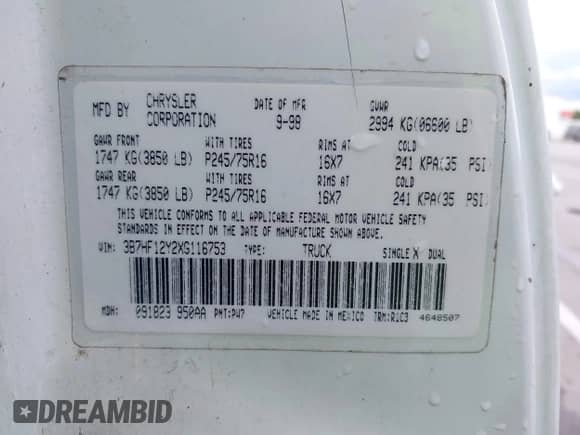 MFD BY CHRYSLER CORPORATION DATE OF MFR 9-98 GVWR 2994 KG(06600 LB)
GAWR FRONT WITH TIRES RIMS AT COLD
1747 KG(3850 LB) P245/75R16 16X7 241 KPA(35 PSI)
GAWR REAR WITH TIRES RIMS AT COLD
1747 KG(3850 LB) P245/75R16 16X7 241 KPA(35 PSI)
THIS VEHICLE CONFORMS TO ALL APPLICABLE FEDERAL MOTOR VEHICLE SAFETY
STANDARDS IN EFFECT ON THE DATE OF MANUFACTURE SHOWN ABOVE.
VIN: 3B7HF12Y2XG116753 TYPE: TRUCK SINGLE X DUAL
MDH: 091823 950AA PNT:PW7 VEHICLE MADE IN MEXICO TRM:R1C3 4648507
DREAMBID